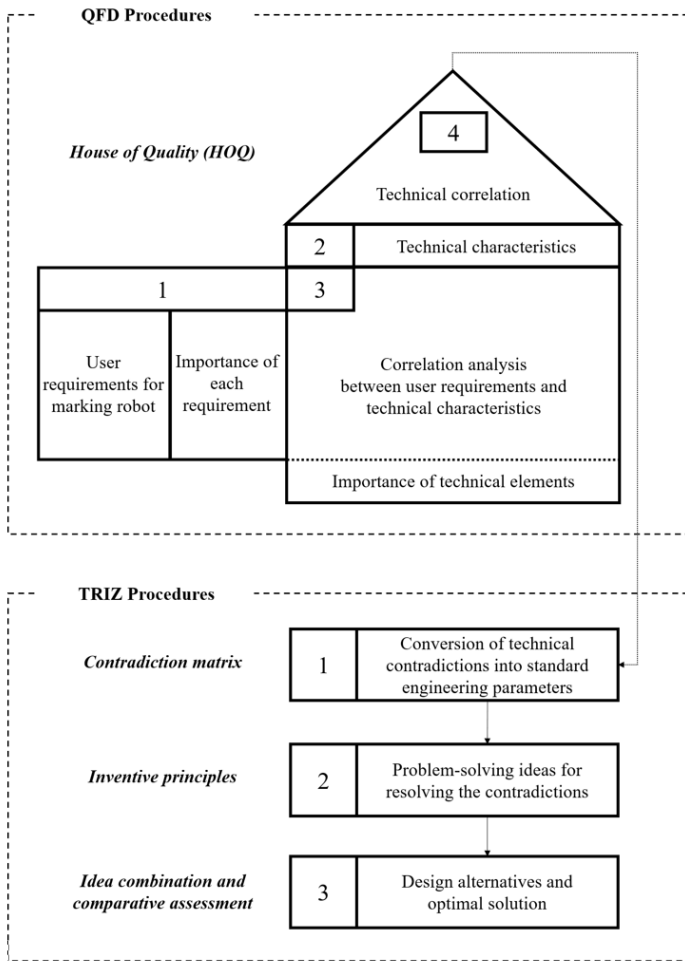 QFD Procedures
House of Quality (HOQ)
4
Technical correlation
2
Technical characteristics
1
3
User
requirements for
marking robot
Importance of
each
requirement
Correlation analysis
between user requirements and
technical characteristics
Importance of technical elements
TRIZ Procedures
Contradiction matrix
1
Conversion of technical
contradictions into standard
engineering parameters
Inventive principles
2
Problem-solving ideas for
resolving the contradictions
Idea combination and
comparative assessment
3
Design alternatives and
optimal solution